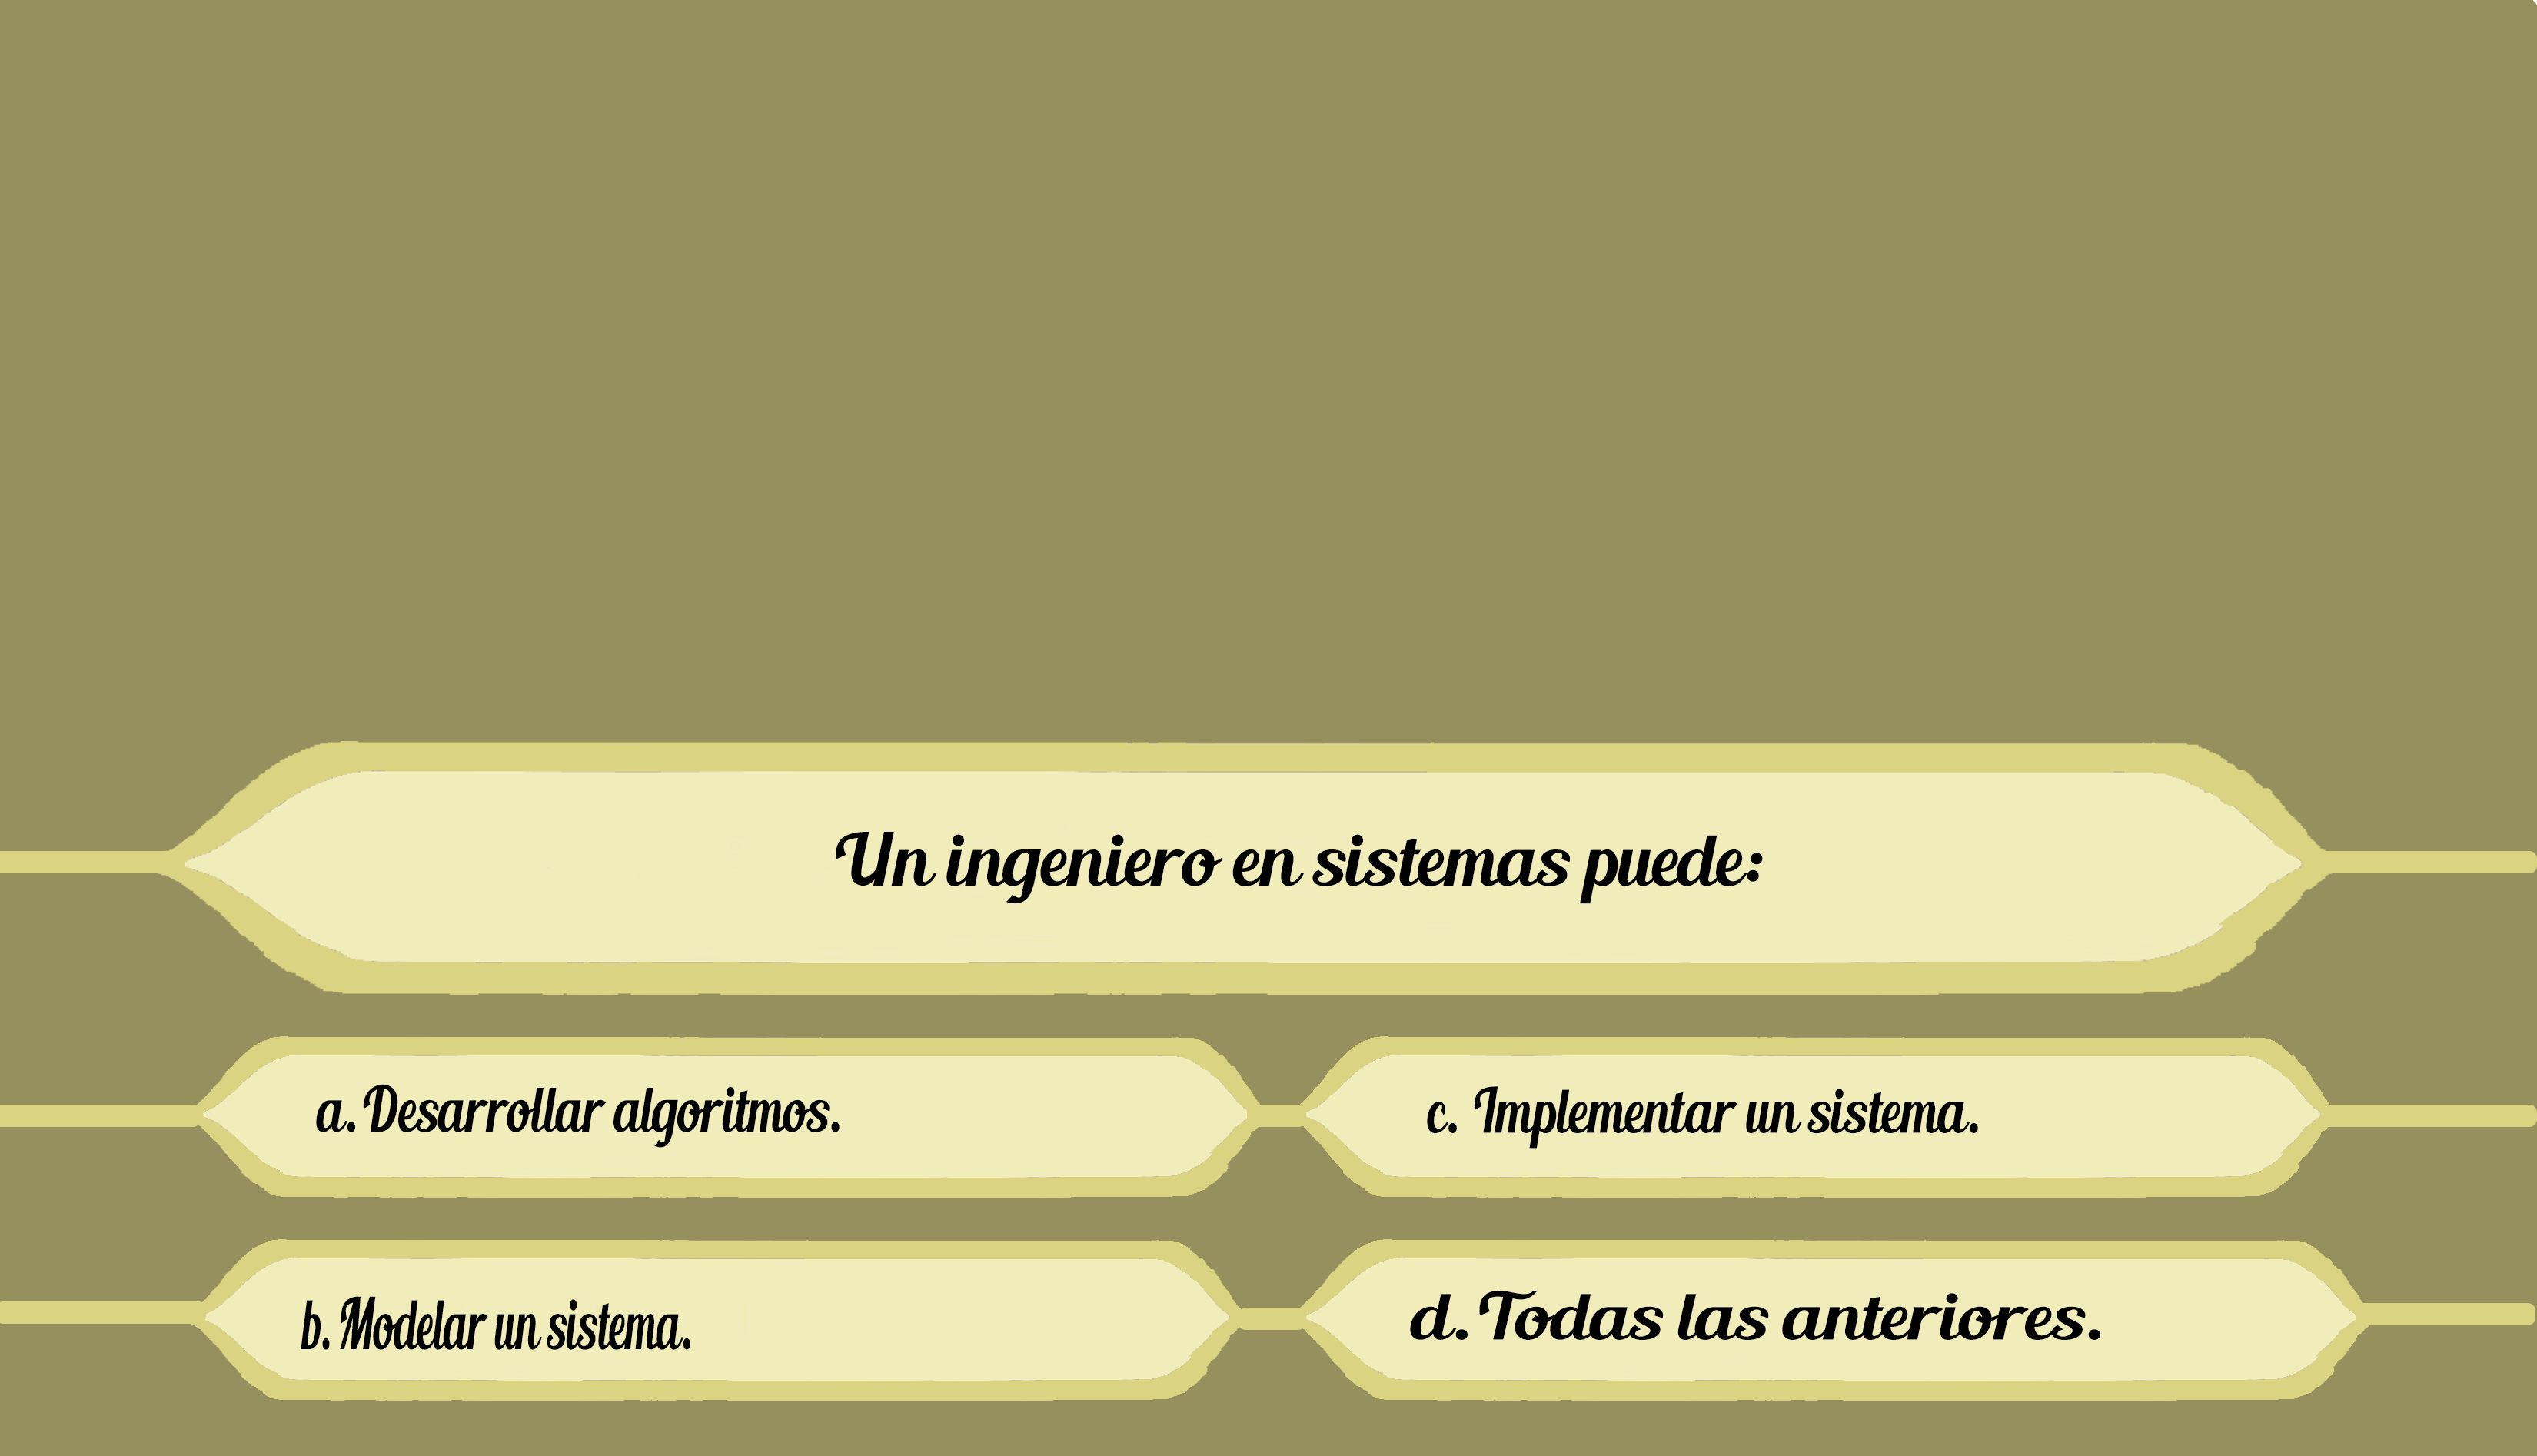 Un ingeniero en sistemas puede:
a. Desarrollar algoritmos.
c. Implementar un sistema.
b. Modelar un sistema.
d. Todas las anteriores.